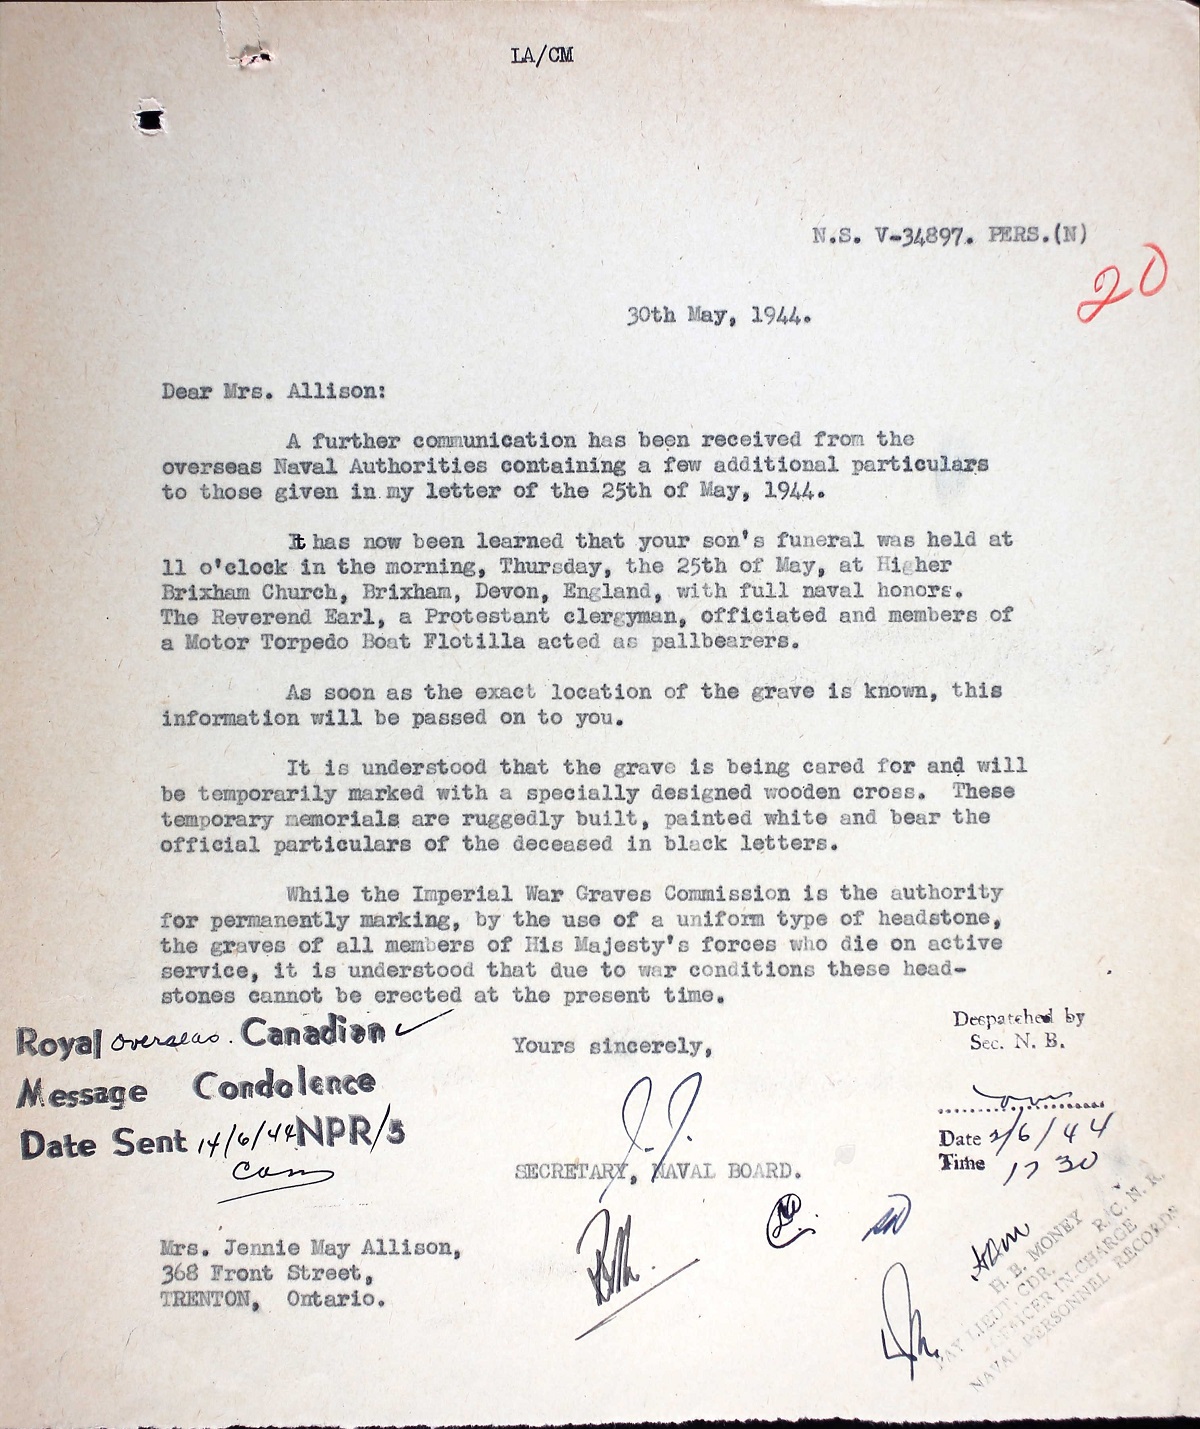 LA/CM
N.S. V-34897. PERS.(N)
20
30th May, 1944.
Dear Mrs. Allison:
A further communication has been received from the
overseas Naval Authorities containing a few additional particulars
to those given in my letter of the 25th of May, 1944.
It has now been learned that your son's funeral was held at
11 o'clock in the morning, Thursday, the 25th of May, at Higher
Brixham Church, Brixham, Devon, England, with full naval honors.
The Reverend Earl, a Protestant clergyman, officiated and members of
a Motor Torpedo Boat Flotilla acted as pallbearers.
As soon as the exact location of the grave is known, this
information will be passed on to you.
It is understood that the grave is being cared for and will
be temporarily marked with a specially designed wooden cross. These
temporary memorials are ruggedly built, painted white and bear the
official particulars of the deceased in black letters.
While the Imperial War Graves Commission is the authority
for permanently marking, by the use of a uniform type of headstone,
the graves of all members of His Majesty's forces who die on active
service, it is understood that due to war conditions these head-
stones cannot be erected at the present time.
Royal overseas. Canadian
Message Condolence
Date Sent 14/6/44 NPR/5
Yours sincerely,
SECRETARY, NAVAL BOARD.
Despatched by
Sec. N. B.
Date 2/6/44
Time 1730
Mrs. Jennie May Allison,
368 Front Street,
TRENTON, Ontario.
H. B. MONEY
PAY LIEUT. CDR. R.C.N.R.
OFFICER IN CHARGE
NAVAL PERSONNEL RECORDS